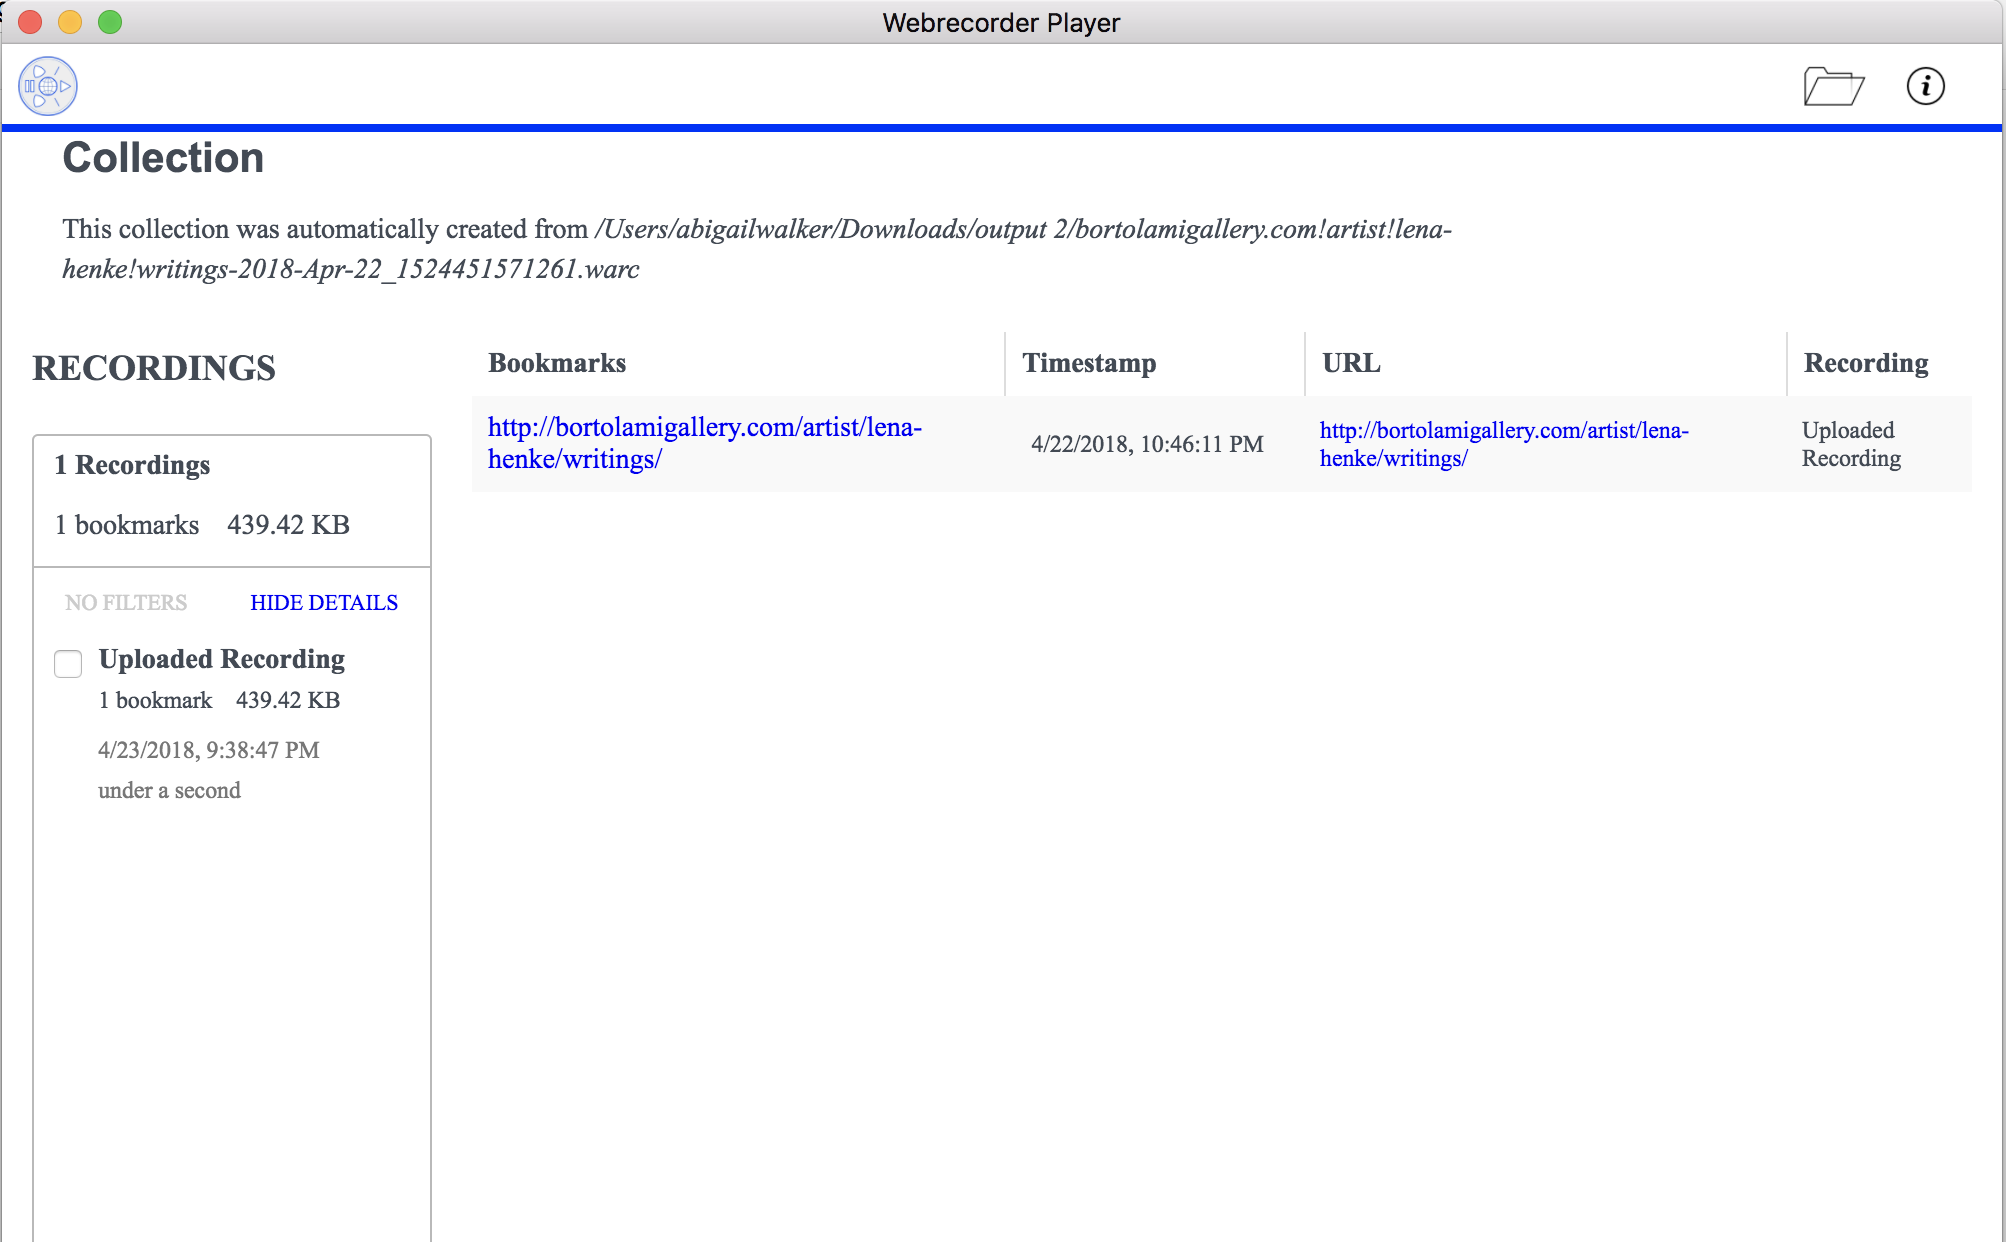 Webrecorder Player
Collection
This collection was automatically created from /Users/abigailwalker/Downloads/output 2/bortolamigallery.com!artist!lena-
henke!writings-2018-Apr-22_1524451571261.warc
RECORDINGS
1 Recordings
1 bookmarks 439.42 KB
NO FILTERS HIDE DETAILS
Uploaded Recording
1 bookmark 439.42 KB
4/23/2018, 9:38:47 PM
under a second
Bookmarks Timestamp URL Recording
http://bortolamigallery.com/artist/lena-
henke/writings/
4/22/2018, 10:46:11 PM
http://bortolamigallery.com/artist/lena-
henke/writings/
Uploaded
Recording